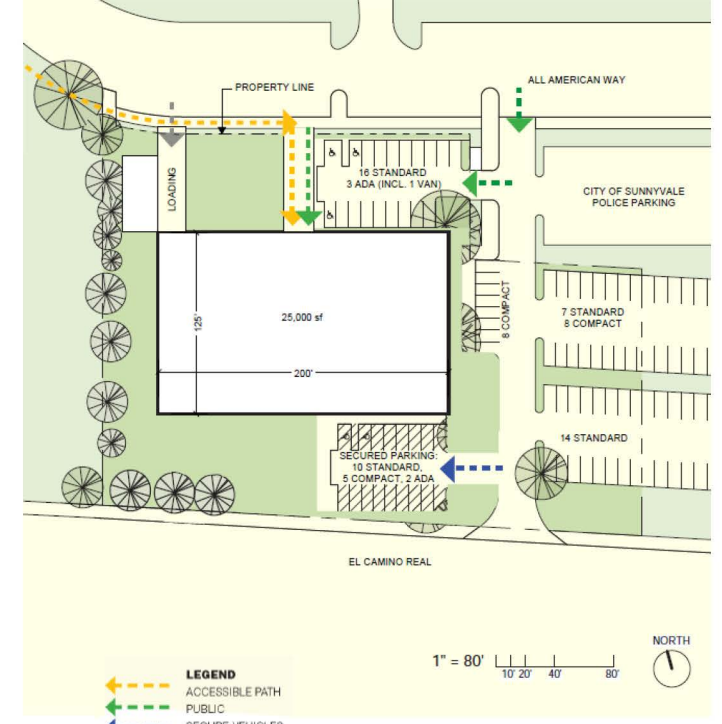 PROPERTY LINE
ALL AMERICAN WAY
LOADING
16 STANDARD
3 ADA (INCL. 1 VAN)
CITY OF SUNNYVALE
POLICE PARKING
125'
25,000 sf
200'
8 COMPACT
7 STANDARD
8 COMPACT
14 STANDARD
SECURED PARKING:
10 STANDARD,
5 COMPACT, 2 ADA
EL CAMINO REAL
NORTH
1" = 80'
10' 20' 40' 80'
LEGEND
ACCESSIBLE PATH
PUBLIC
SECURE VEHICLES